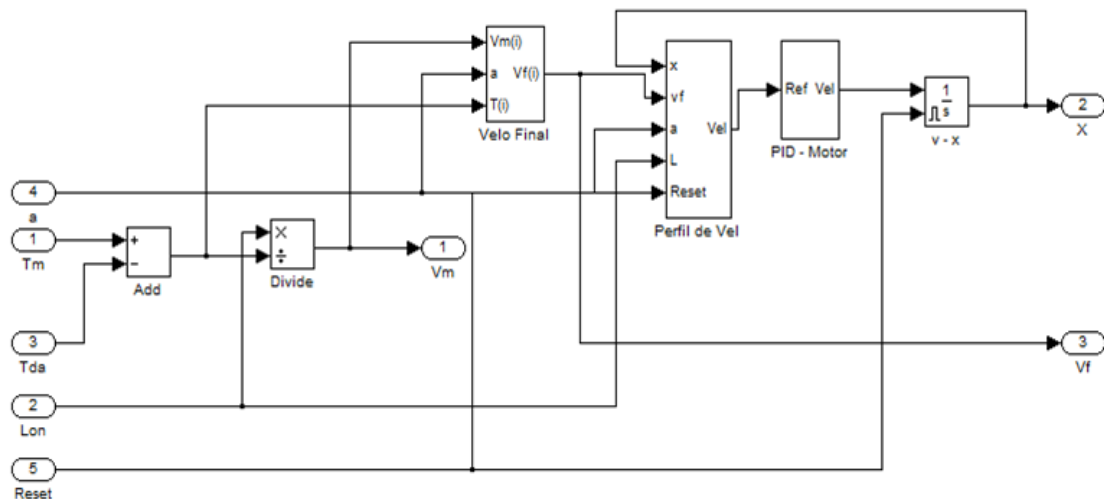 Vm(i)
a
Vf(i)
T(i)
Velo Final
x
vf
a
Vel
L
Reset
Perfil de Vel
Ref
Vel
PID - Motor
1
s
v - x
2
X
4
a
1
Tm
+
−
Add
×
÷
Divide
1
Vm
3
Tda
3
Vf
2
Lon
5
Reset